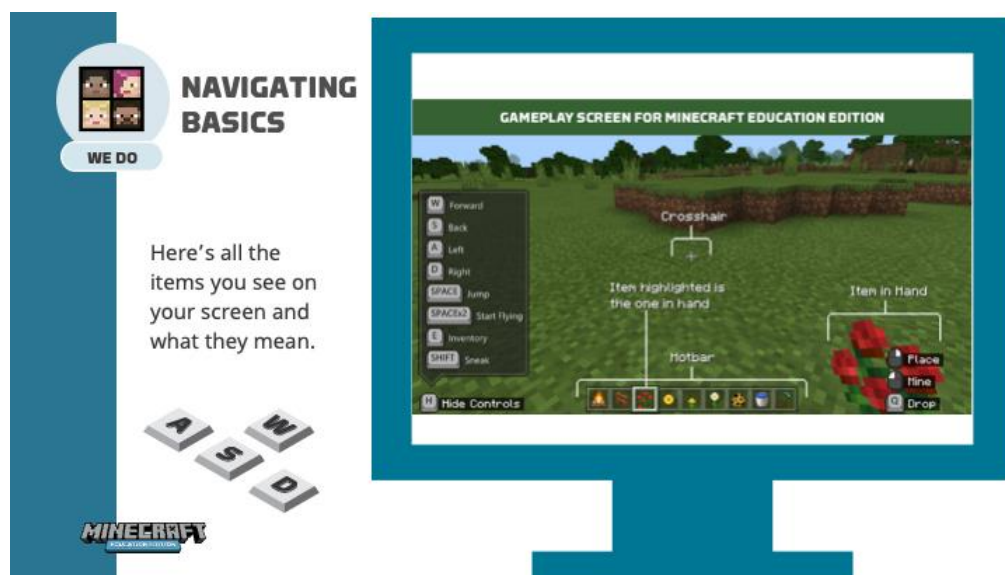 NAVIGATING
BASICS
WE DO
Here's all the
items you see on
your screen and
what they mean.
A
W
S
D
MINECRAFT
EDUCATION EDITION
GAMEPLAY SCREEN FOR MINECRAFT EDUCATION EDITION
W Forward
S Back
A Left
D Right
SPACE Jump
SPACEx2 Start Flying
E Inventory
SHIFT Sneak
H Hide Controls
Crosshair
Item highlighted is
the one in hand
Hotbar
Item in Hand
Place
Mine
Q Drop